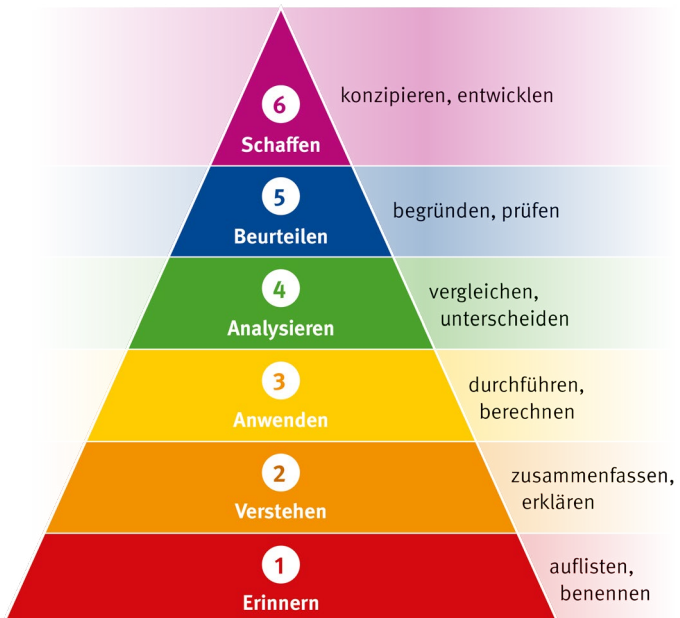 6
Schaffen
konzipieren, entwicklen
5
Beurteilen
begründen, prüfen
4
Analysieren
vergleichen,
unterscheiden
3
Anwenden
durchführen,
berechnen
2
Verstehen
zusammenfassen,
erklären
1
Erinnern
auflisten,
benennen